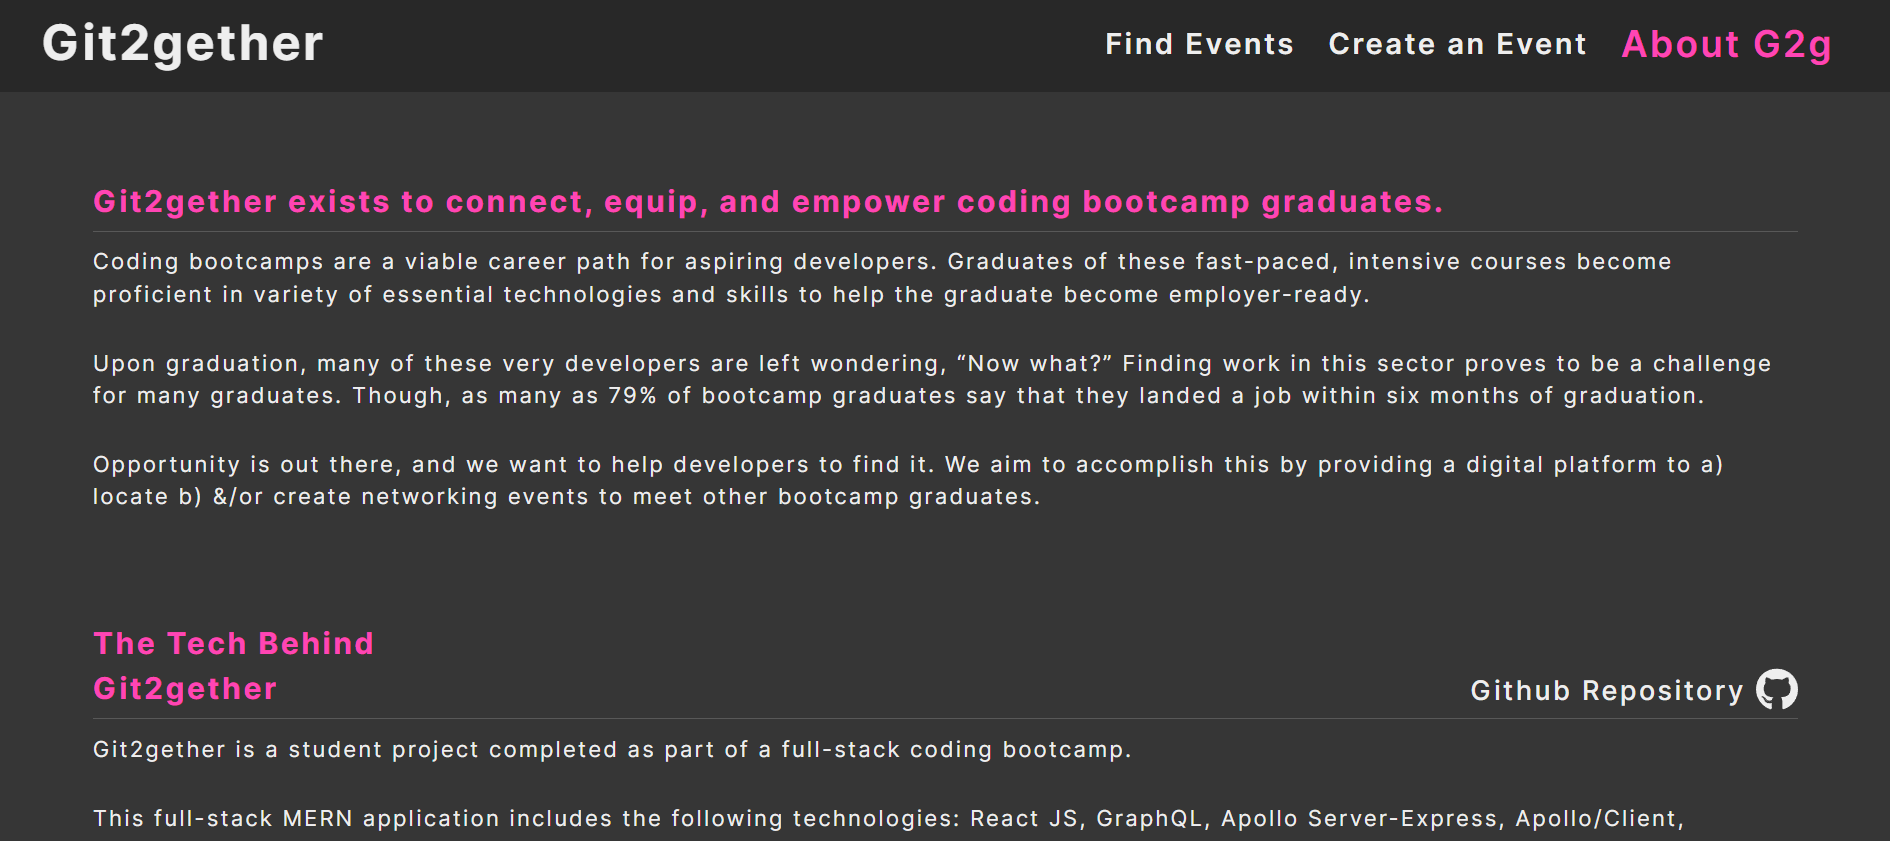 Git2gether
Find Events
Create an Event
About G2g
Git2gether exists to connect, equip, and empower coding bootcamp graduates.
Coding bootcamps are a viable career path for aspiring developers. Graduates of these fast-paced, intensive courses become
proficient in variety of essential technologies and skills to help the graduate become employer-ready.
Upon graduation, many of these very developers are left wondering, “Now what?” Finding work in this sector proves to be a challenge
for many graduates. Though, as many as 79% of bootcamp graduates say that they landed a job within six months of graduation.
Opportunity is out there, and we want to help developers to find it. We aim to accomplish this by providing a digital platform to a)
locate b) &/or create networking events to meet other bootcamp graduates.
The Tech Behind
Git2gether
Github Repository
Git2gether is a student project completed as part of a full-stack coding bootcamp.
This full-stack MERN application includes the following technologies: React JS, GraphQL, Apollo Server-Express, Apollo/Client,